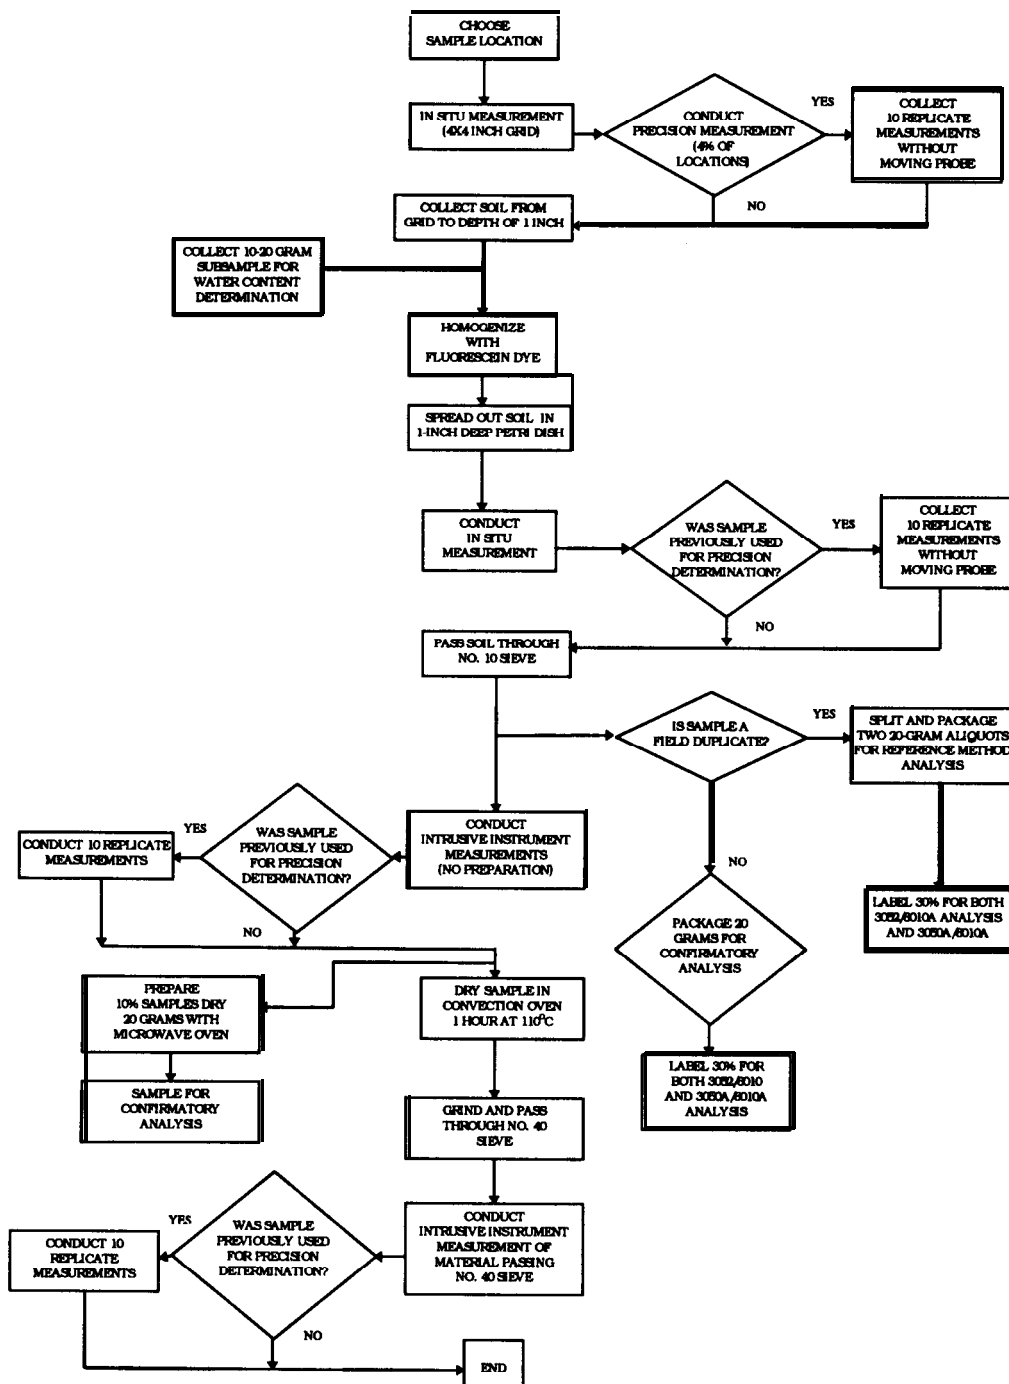 CHOOSE
SAMPLE LOCATION
IN SITU MEASUREMENT
(4X4 INCH GRID)
CONDUCT
PRECISION MEASUREMENT
(4% OF
LOCATIONS)
YES
COLLECT
10 REPLICATE
MEASUREMENTS
WITHOUT
MOVING PROBE
NO
COLLECT SOIL FROM
GRID TO DEPTH OF 1 INCH
COLLECT 10-20 GRAM
SUBSAMPLE FOR
WATER CONTENT
DETERMINATION
HOMOGENIZE
WITH
FLUORESCEIN DYE
SPREAD OUT SOIL IN
1-INCH DEEP PETRI DISH
CONDUCT
IN SITU
MEASUREMENT
WAS SAMPLE
PREVIOUSLY USED
FOR PRECISION
DETERMINATION?
YES
COLLECT
10 REPLICATE
MEASUREMENTS
WITHOUT
MOVING PROBE
NO
PASS SOIL THROUGH
NO. 10 SIEVE
IS SAMPLE A
FIELD DUPLICATE?
YES
SPLIT AND PACKAGE
TWO 20-GRAM ALIQUOTS
FOR REFERENCE METHOD
ANALYSIS
CONDUCT
INTRUSIVE INSTRUMENT
MEASUREMENTS
(NO PREPARATION)
WAS SAMPLE
PREVIOUSLY USED
FOR PRECISION
DETERMINATION?
YES
CONDUCT 10 REPLICATE
MEASUREMENTS
NO
NO
LABEL 30% FOR BOTH
3052/6010A ANALYSIS
AND 3050A/6010A
PACKAGE 20
GRAMS FOR
CONFIRMATORY
ANALYSIS
PREPARE
10% SAMPLES DRY
20 GRAMS WITH
MICROWAVE OVEN
DRY SAMPLE IN
CONVECTION OVEN
1 HOUR AT 110°C
SAMPLE FOR
CONFIRMATORY
ANALYSIS
LABEL 30% FOR
BOTH 3052/6010
AND 3050A/6010A
ANALYSIS
GRIND AND PASS
THROUGH NO. 40
SIEVE
CONDUCT
INTRUSIVE INSTRUMENT
MEASUREMENT OF
MATERIAL PASSING
NO. 40 SIEVE
WAS SAMPLE
PREVIOUSLY USED
FOR PRECISION
DETERMINATION?
YES
CONDUCT 10
REPLICATE
MEASUREMENTS
NO
END